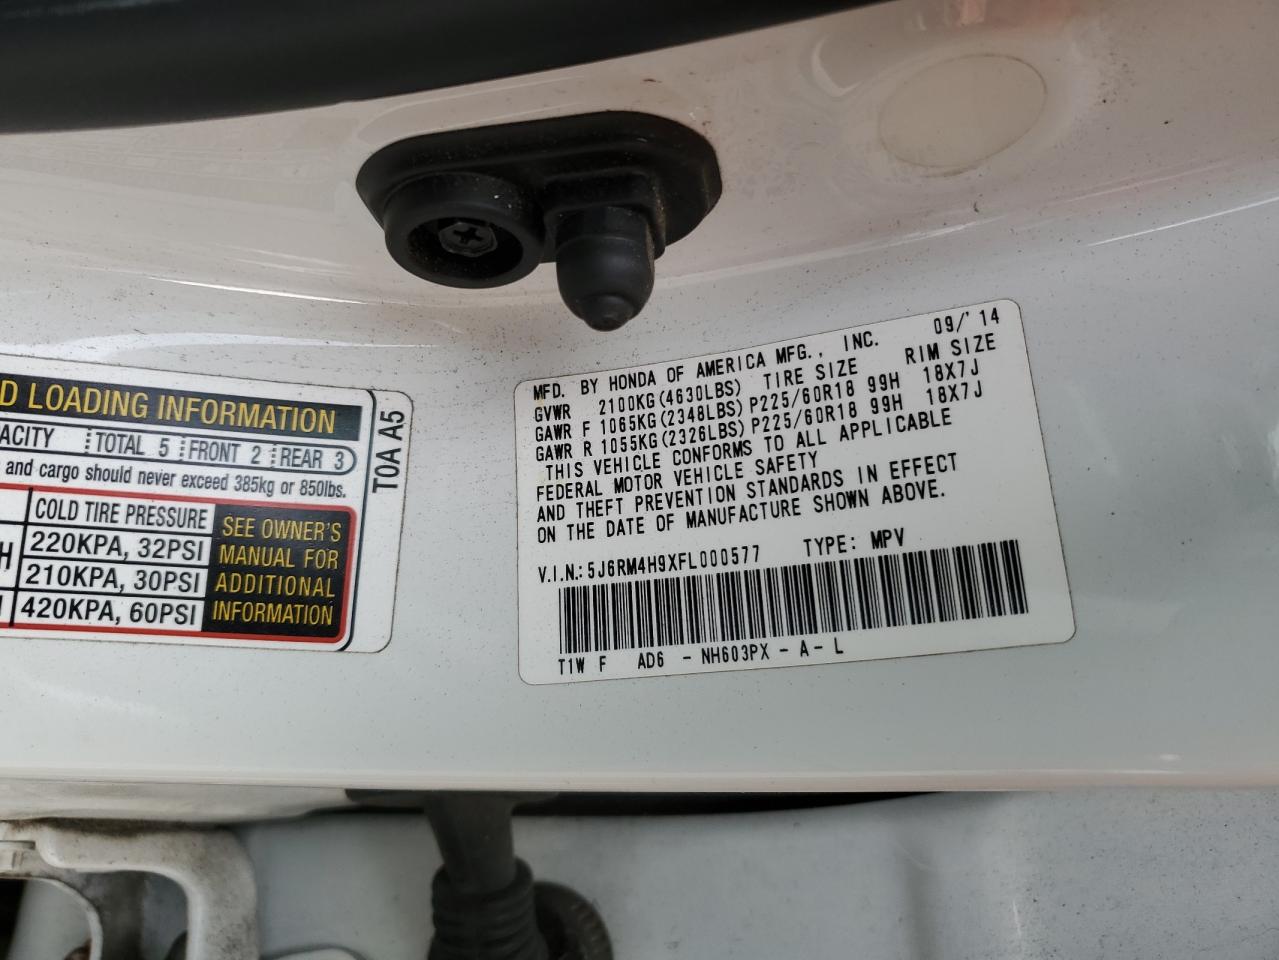 D LOADING INFORMATION
ACITY TOTAL 5 FRONT 2 REAR 3
and cargo should never exceed 385kg or 850lbs.
COLD TIRE PRESSURE
H 220KPA, 32PSI
210KPA, 30PSI
420KPA, 60PSI
SEE OWNER'S
MANUAL FOR
ADDITIONAL
INFORMATION
T0A A5
MFD. BY HONDA OF AMERICA MFG., INC. 09/'14
GVWR 2100KG(4630LBS) TIRE SIZE RIM SIZE
GAWR F 1065KG(2348LBS) P225/60R18 99H 18X7J
GAWR R 1055KG(2326LBS) P225/60R18 99H 18X7J
THIS VEHICLE CONFORMS TO ALL APPLICABLE
FEDERAL MOTOR VEHICLE SAFETY
AND THEFT PREVENTION STANDARDS IN EFFECT
ON THE DATE OF MANUFACTURE SHOWN ABOVE.
V.I.N.: 5J6RM4H9XFL000577 TYPE: MPV
T1W F AD6 - NH603PX - A - L